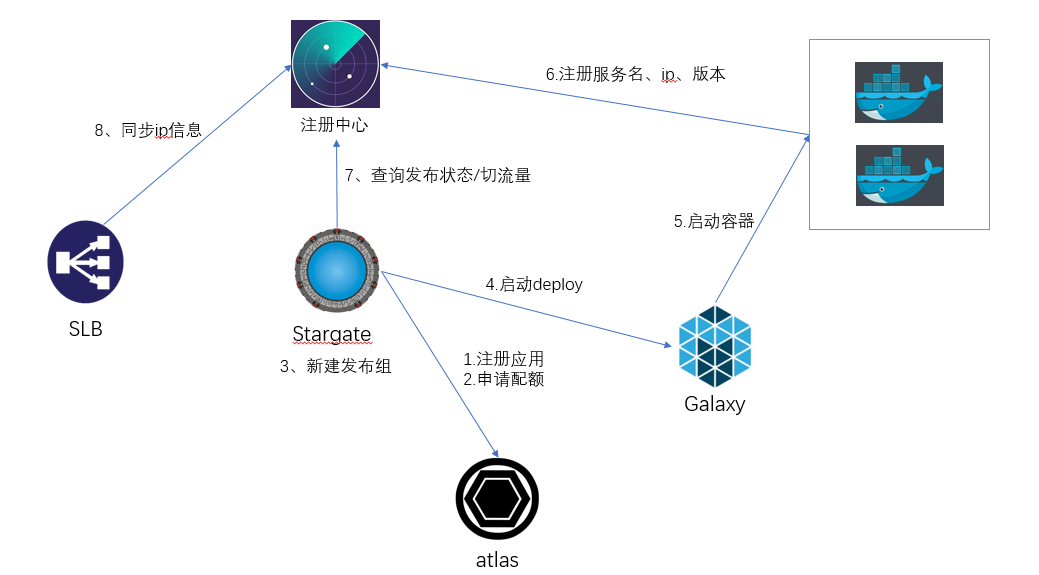 6.注册服务名、ip、版本
注册中心
8、同步ip信息
7、查询发布状态/切流量
5.启动容器
4.启动deploy
SLB
Stargate
3、新建发布组
1.注册应用
2.申请配额
Galaxy
atlas